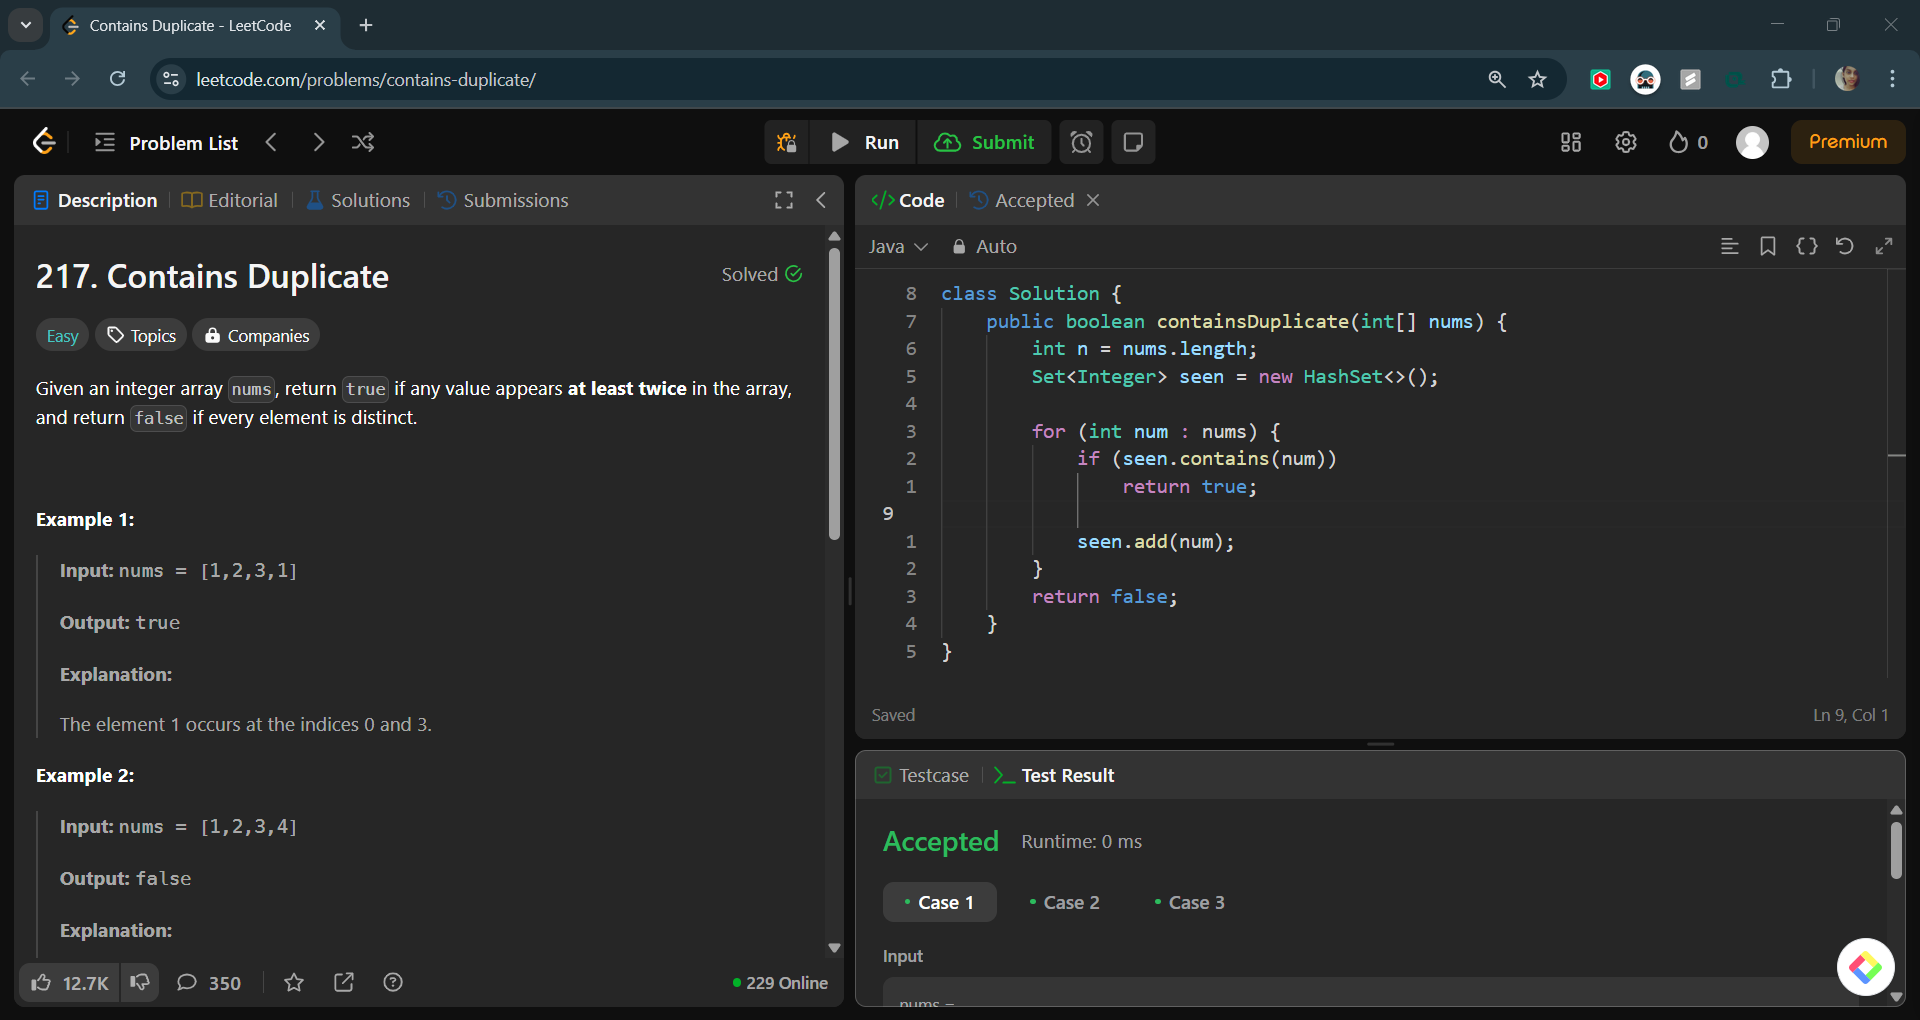 Contains Duplicate - LeetCode
leetcode.com/problems/contains-duplicate/
Problem List
Run
Submit
0
Premium
Description
Editorial
Solutions
Submissions
217. Contains Duplicate
Solved
Easy
Topics
Companies
Given an integer array nums, return true if any value appears at least twice in the array,
and return false if every element is distinct.
Example 1:
Input: nums = [1,2,3,1]
Output: true
Explanation:
The element 1 occurs at the indices 0 and 3.
Example 2:
Input: nums = [1,2,3,4]
Output: false
Explanation:
12.7K
350
229 Online
</> Code
Accepted
Java
Auto
8 class Solution {
7 public boolean containsDuplicate(int[] nums) {
6 int n = nums.length;
5 Set<Integer> seen = new HashSet<>();
4
3 for (int num : nums) {
2 if (seen.contains(num))
1 return true;
9
1 seen.add(num);
2 }
3 return false;
4 }
5 }
Saved
Ln 9, Col 1
Testcase
Test Result
Accepted
Runtime: 0 ms
Case 1
Case 2
Case 3
Input
nums =